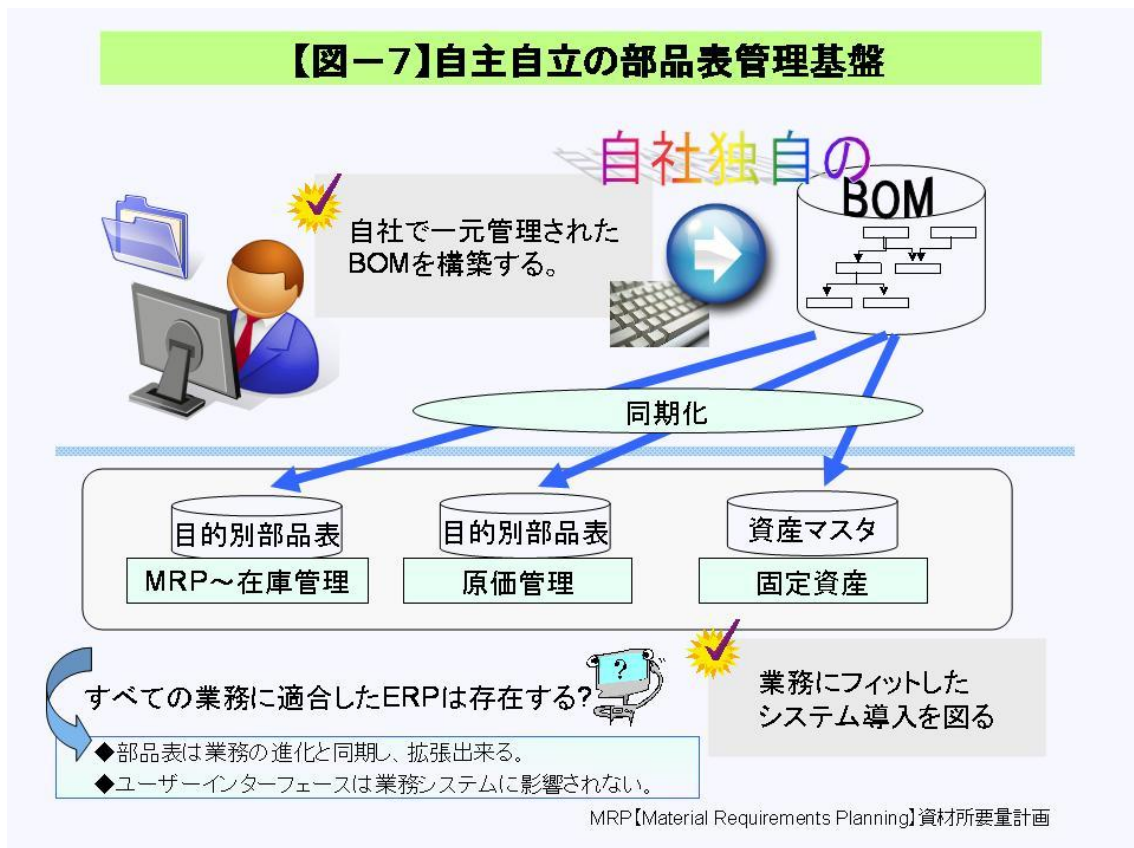 【図－7】自主自立の部品表管理基盤
自社独自の
BOM
自社で一元管理された
BOMを構築する。
同期化
目的別部品表
MRP～在庫管理
目的別部品表
原価管理
資産マスタ
固定資産
すべての業務に適合したERPは存在する?
?
業務にフィットした
システム導入を図る
◆部品表は業務の進化と同期し、拡張出来る。
◆ユーザーインターフェースは業務システムに影響されない。
MRP【Material Requirements Planning】資材所要量計画